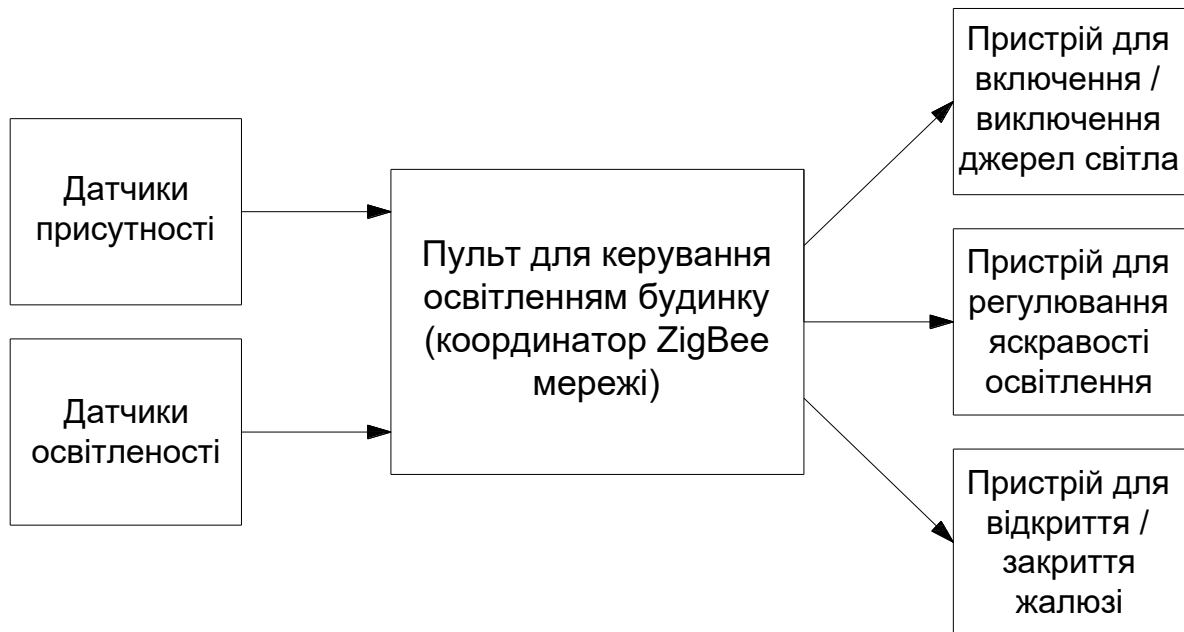 Датчики
присутності
Датчики
освітленості
Пульт для керування
освітленням будинку
(координатор ZigBee
мережі)
Пристрій для
включення /
виключення
джерел світла
Пристрій для
регулювання
яскравості
освітлення
Пристрій для
відкриття /
закриття
жалюзі